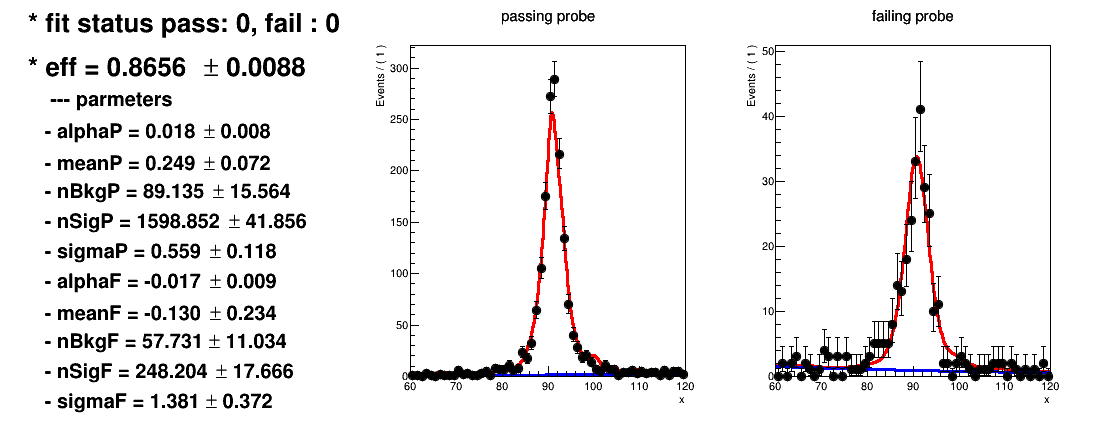 * fit status pass: 0, fail : 0
* eff = 0.8656 ± 0.0088
--- parmeters
- alphaP = 0.018 ± 0.008
- meanP = 0.249 ± 0.072
- nBkgP = 89.135 ± 15.564
- nSigP = 1598.852 ± 41.856
- sigmaP = 0.559 ± 0.118
- alphaF = -0.017 ± 0.009
- meanF = -0.130 ± 0.234
- nBkgF = 57.731 ± 11.034
- nSigF = 248.204 ± 17.666
- sigmaF = 1.381 ± 0.372
passing probe
Events / ( 1 )
300
250
200
150
100
50
0
60 70 80 90 100 110 120
x
failing probe
Events / ( 1 )
50
40
30
20
10
0
60 70 80 90 100 110 120
x